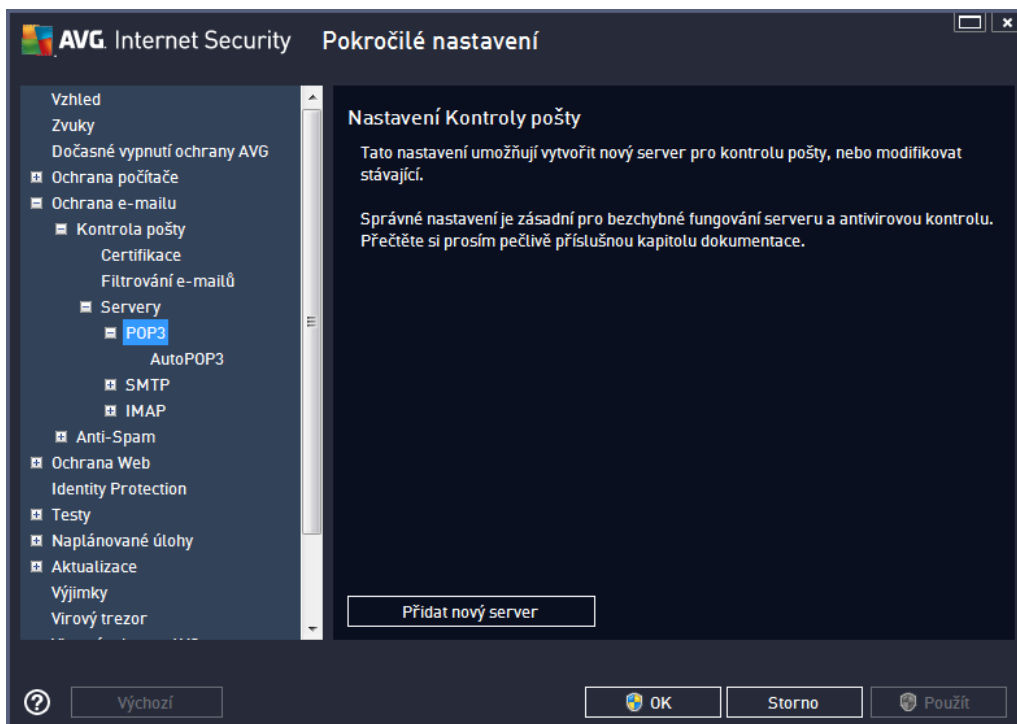 AVG. Internet Security Pokročilé nastavení
Vzhled
Zvuky
Dočasné vypnutí ochrany AVG
Ochrana počítače
Ochrana e-mailu
Kontrola pošty
Certifikace
Filtrování e-mailů
Servery
POP3
AutoPOP3
SMTP
IMAP
Anti-Spam
Ochrana Web
Identity Protection
Testy
Naplánované úlohy
Aktualizace
Výjimky
Virový trezor
Nastavení Kontroly pošty
Tato nastavení umožňují vytvořit nový server pro kontrolu pošty, nebo modifikovat
stávající.
Správné nastavení je zásadní pro bezchybné fungování serveru a antivirovou kontrolu.
Přečtěte si prosím pečlivě příslušnou kapitolu dokumentace.
Přidat nový server
Výchozí
OK
Storno
Použít